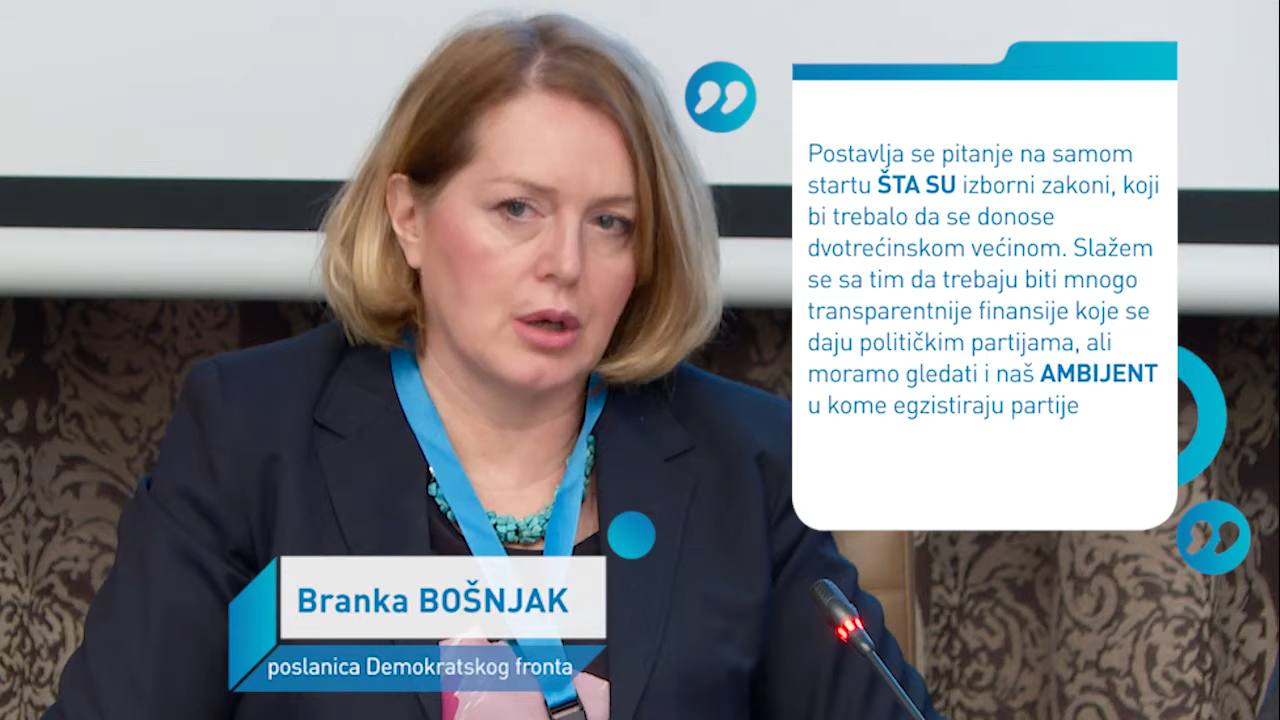 Postavlja se pitanje na samom
startu ŠTA SU izborni zakoni, koji
bi trebalo da se donose
dvotrećinskom većinom. Slažem
se sa tim da trebaju biti mnogo
transparentnije finansije koje se
daju političkim partijama, ali
moramo gledati i naš AMBIJENT
u kome egzistiraju partije
Branka BOŠNJAK
poslanica Demokratskog fronta